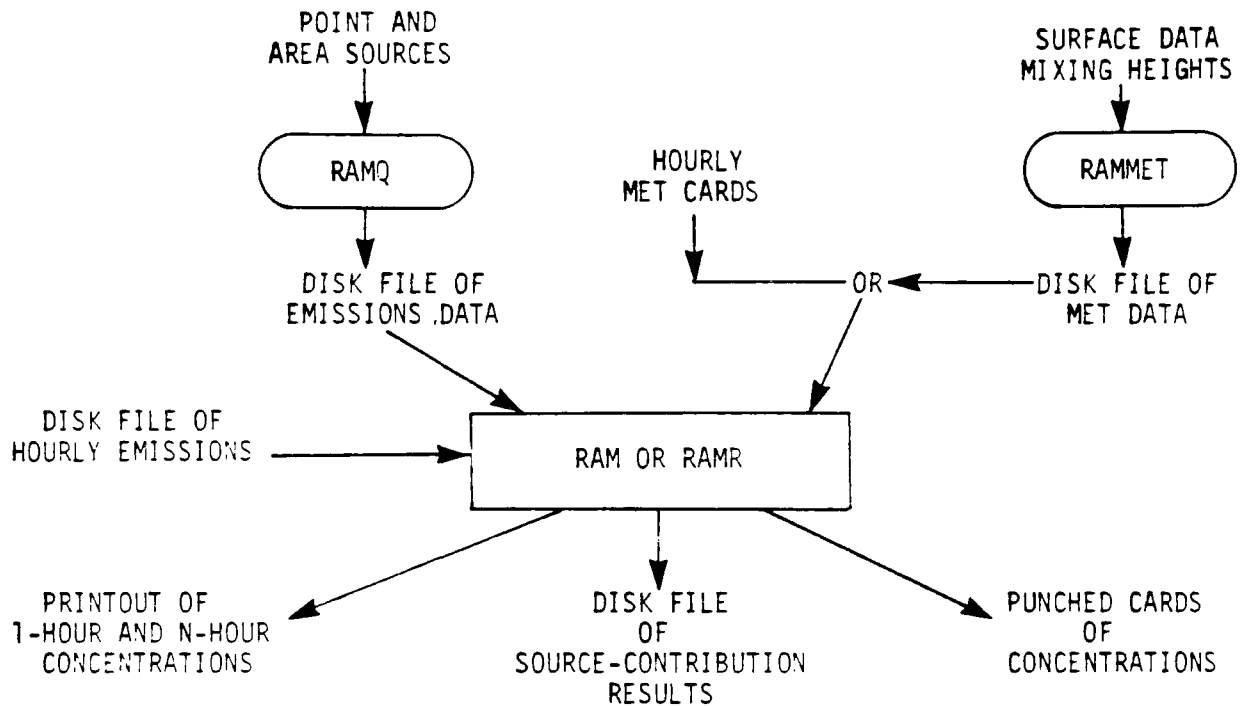 POINT AND
AREA SOURCES
SURFACE DATA
MIXING HEIGHTS
RAMQ
HOURLY
MET CARDS
RAMMET
DISK FILE OF
EMISSIONS .DATA
OR
DISK FILE OF
MET DATA
DISK FILE OF
HOURLY EMISSIONS
RAM OR RAMR
PRINTOUT OF
1-HOUR AND N-HOUR
CONCENTRATIONS
DISK FILE
OF
SOURCE-CONTRIBUTION
RESULTS
PUNCHED CARDS
OF
CONCENTRATIONS